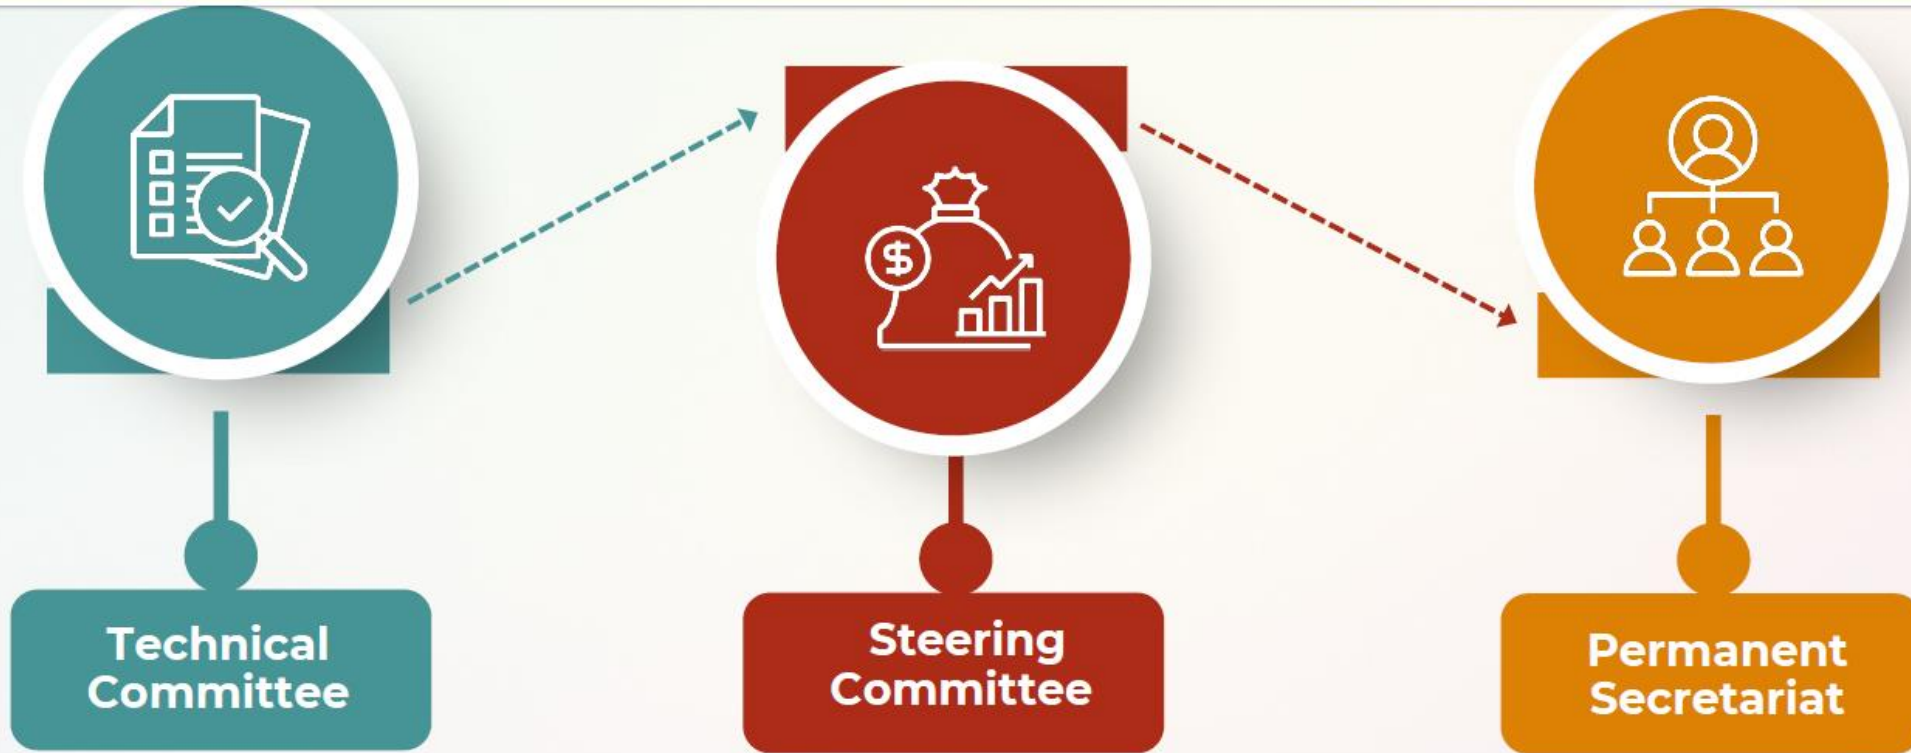 $
Technical
Committee
Steering
Committee
Permanent
Secretariat